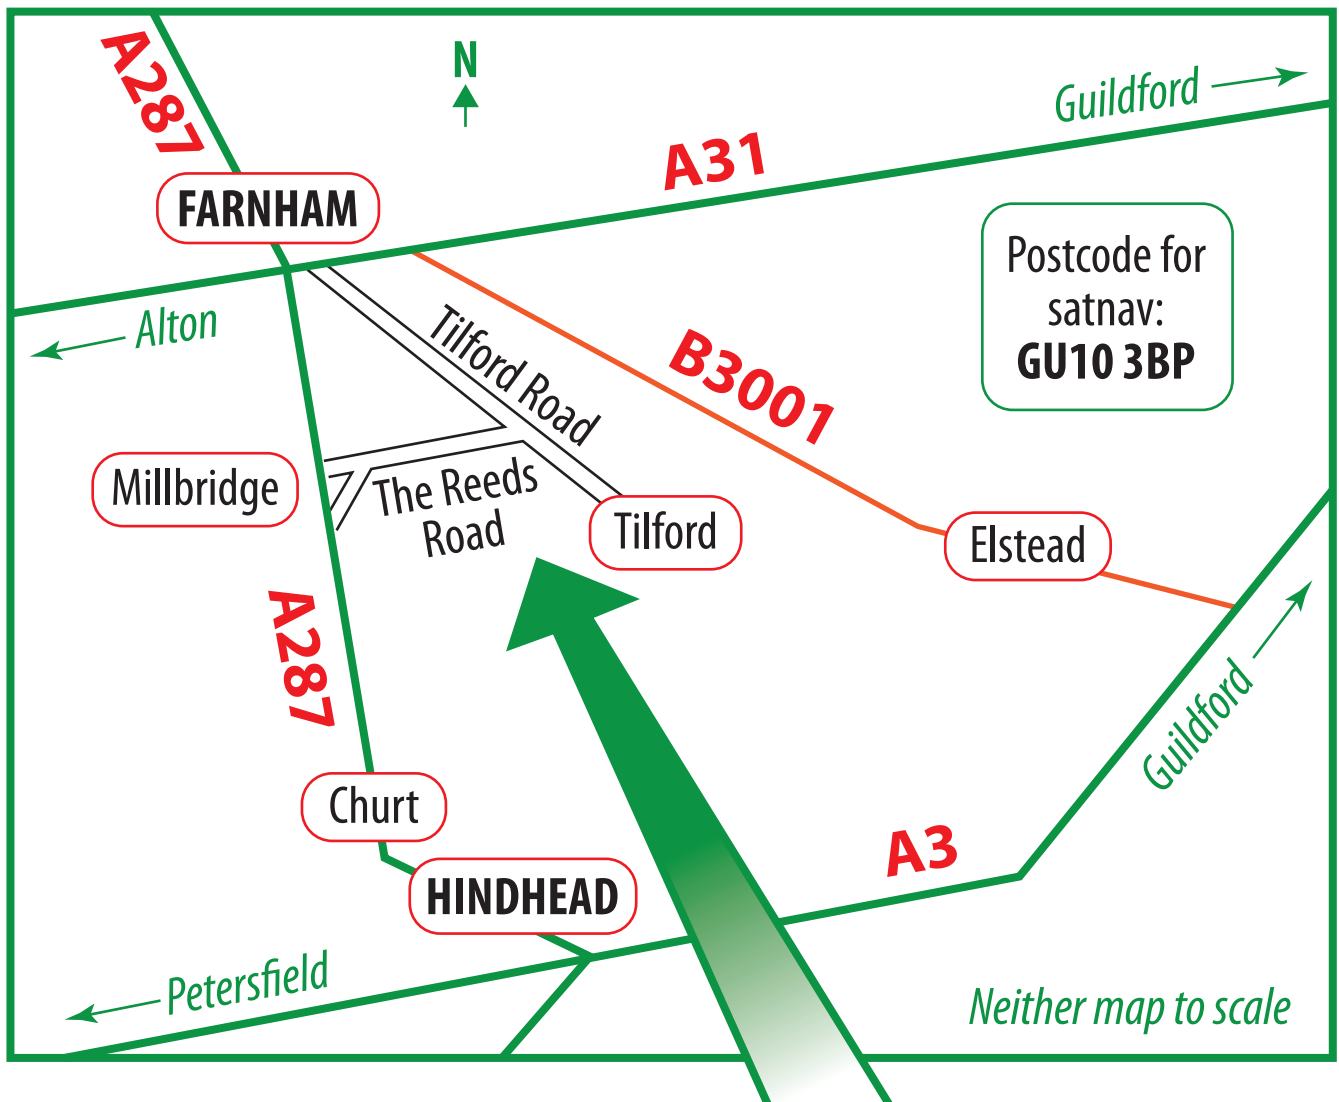 A287
N
Guildford
A31
FARNHAM
Postcode for
satnav:
GU10 3BP
Alton
Tilford Road
B3001
Millbridge
The Reeds
Road
Tilford
Elstead
A287
Guildford
Churt
A3
HINDHEAD
Petersfield
Neither map to scale